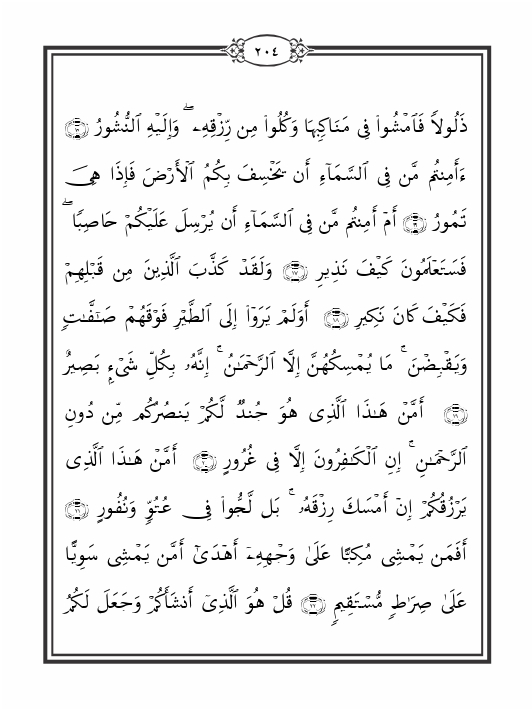 ٢٠٤
ذَلُولًا فَٱمْشُوا۟ فِى مَنَاكِبِهَا وَكُلُوا۟ مِن رِّزْقِهِۦ ۖ وَإِلَيْهِ ٱلنُّشُورُ ۝١٥
ءَأَمِنتُم مَّن فِى ٱلسَّمَآءِ أَن يَخْسِفَ بِكُمُ ٱلْأَرْضَ فَإِذَا هِىَ
تَمُورُ ۝١٦ أَمْ أَمِنتُم مَّن فِى ٱلسَّمَآءِ أَن يُرْسِلَ عَلَيْكُمْ حَاصِبًا ۖ
فَسَتَعْلَمُونَ كَيْفَ نَذِيرِ ۝١٧ وَلَقَدْ كَذَّبَ ٱلَّذِينَ مِن قَبْلِهِمْ
فَكَيْفَ كَانَ نَكِيرِ ۝١٨ أَوَلَمْ يَرَوْا۟ إِلَى ٱلطَّيْرِ فَوْقَهُمْ صَـٰٓفَّـٰتٍ
وَيَقْبِضْنَ ۚ مَا يُمْسِكُهُنَّ إِلَّا ٱلرَّحْمَـٰنُ ۚ إِنَّهُۥ بِكُلِّ شَىْءٍۭ بَصِيرٌ
۝١٩ أَمَّنْ هَـٰذَا ٱلَّذِى هُوَ جُندٌ لَّكُمْ يَنصُرُكُم مِّن دُونِ
ٱلرَّحْمَـٰنِ ۚ إِنِ ٱلْكَـٰفِرُونَ إِلَّا فِى غُرُورٍ ۝٢٠ أَمَّنْ هَـٰذَا ٱلَّذِى
يَرْزُقُكُمْ إِنْ أَمْسَكَ رِزْقَهُۥ ۚ بَل لَّجُّوا۟ فِى عُتُوٍّ وَنُفُورٍ ۝٢١
أَفَمَن يَمْشِى مُكِبًّا عَلَىٰ وَجْهِهِۦٓ أَهْدَىٰٓ أَمَّن يَمْشِى سَوِيًّا
عَلَىٰ صِرَٰطٍ مُّسْتَقِيمٍ ۝٢٢ قُلْ هُوَ ٱلَّذِىٓ أَنشَأَكُمْ وَجَعَلَ لَكُمُ